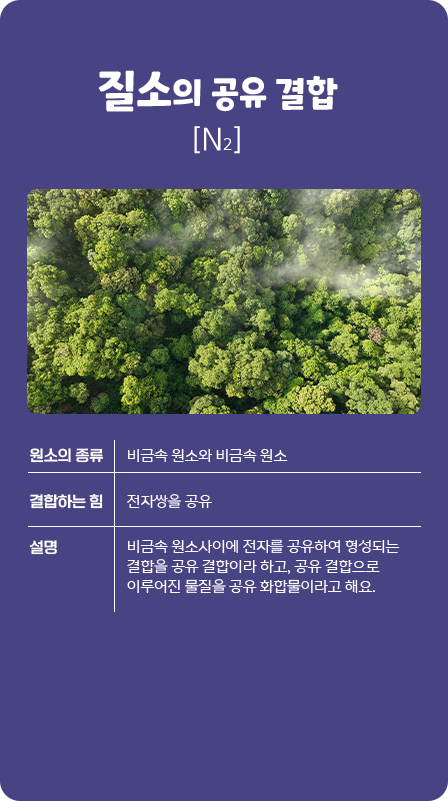 질소의 공유 결합
[N₂]
원소의 종류 비금속 원소와 비금속 원소
결합하는 힘 전자쌍을 공유
설명 비금속 원소사이에 전자를 공유하여 형성되는
결합을 공유 결합이라 하고, 공유 결합으로
이루어진 물질을 공유 화합물이라고 해요.